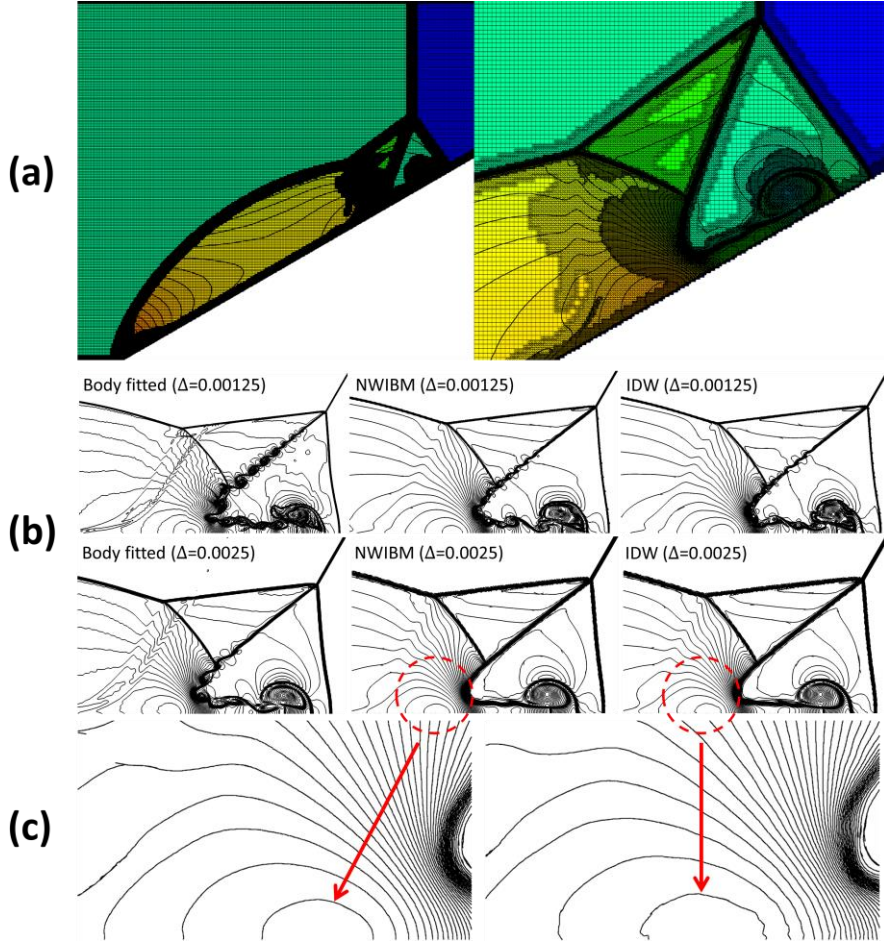 (a)
(b)
Body fitted (Δ=0.00125)
NWIBM (Δ=0.00125)
IDW (Δ=0.00125)
Body fitted (Δ=0.0025)
NWIBM (Δ=0.0025)
IDW (Δ=0.0025)
(c)